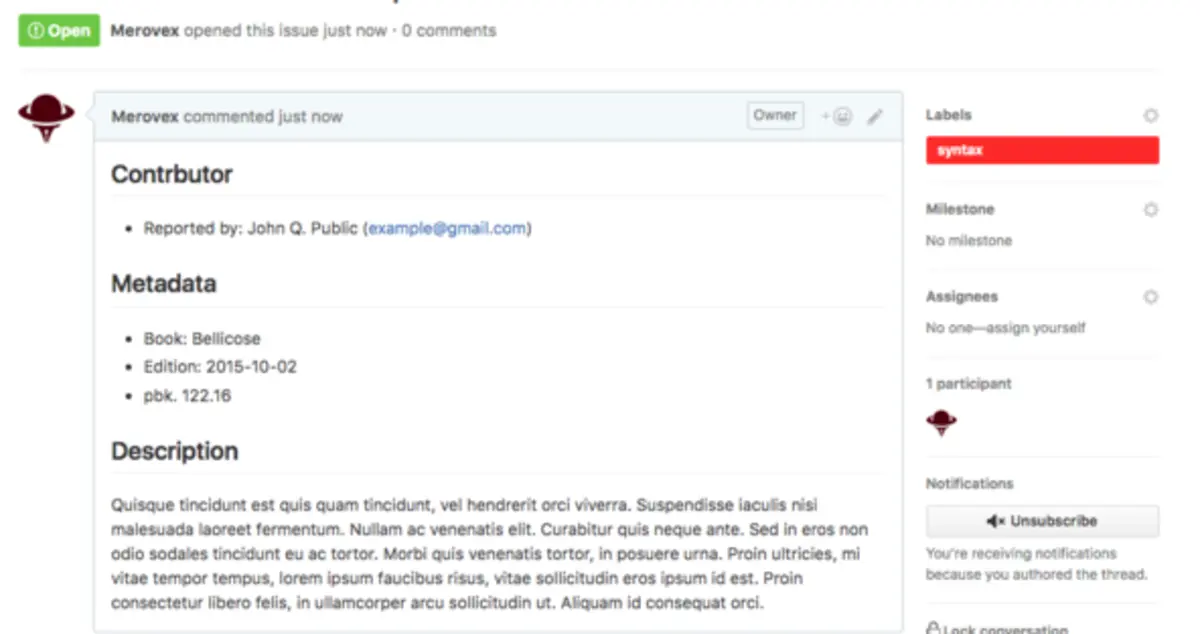 Open Merovex opened this issue just now · 0 comments
Merovex commented just now Owner
Contrbutor
• Reported by: John Q. Public (example@gmail.com)
Metadata
• Book: Bellicose
• Edition: 2015-10-02
• pbk. 122.16
Description
Quisque tincidunt est quis quam tincidunt, vel hendrerit orci viverra. Suspendisse iaculis nisi
malesuada laoreet fermentum. Nullam ac venenatis elit. Curabitur quis neque ante. Sed in eros non
odio sodales tincidunt eu ac tortor. Morbi quis venenatis tortor, in posuere urna. Proin ultricies, mi
vitae tempor tempus, lorem ipsum faucibus risus, vitae sollicitudin eros ipsum id est. Proin
consectetur libero felis, in ullamcorper arcu sollicitudin ut. Aliquam id consequat orci.
Labels
syntax
Milestone
No milestone
Assignees
No one—assign yourself
1 participant
Notifications
Unsubscribe
You're receiving notifications
because you authored the thread.
Lock conversation